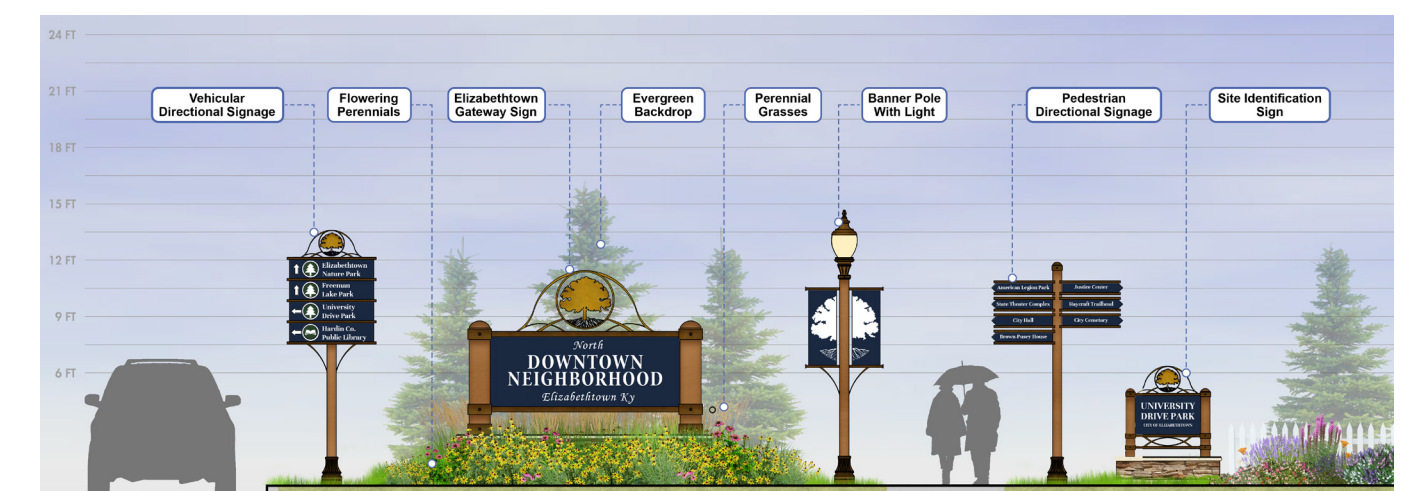 24 FT
21 FT
18 FT
15 FT
12 FT
9 FT
6 FT
Vehicular
Directional Signage
Flowering
Perennials
Elizabethtown
Gateway Sign
Evergreen
Backdrop
Perennial
Grasses
Banner Pole
With Light
Pedestrian
Directional Signage
Site Identification
Sign
Elizabethtown
Nature Park
Freeman
Lake Park
University
Drive Park
Hardin Co.
Public Library
North
DOWNTOWN
NEIGHBORHOOD
Elizabethtown Ky
American Legion Park
Justice Center
State Theater Complex
Haycraft Trailhead
City Hall
City Cemetery
Brown-Pusey House
UNIVERSITY
DRIVE PARK
CITY OF ELIZABETHTOWN